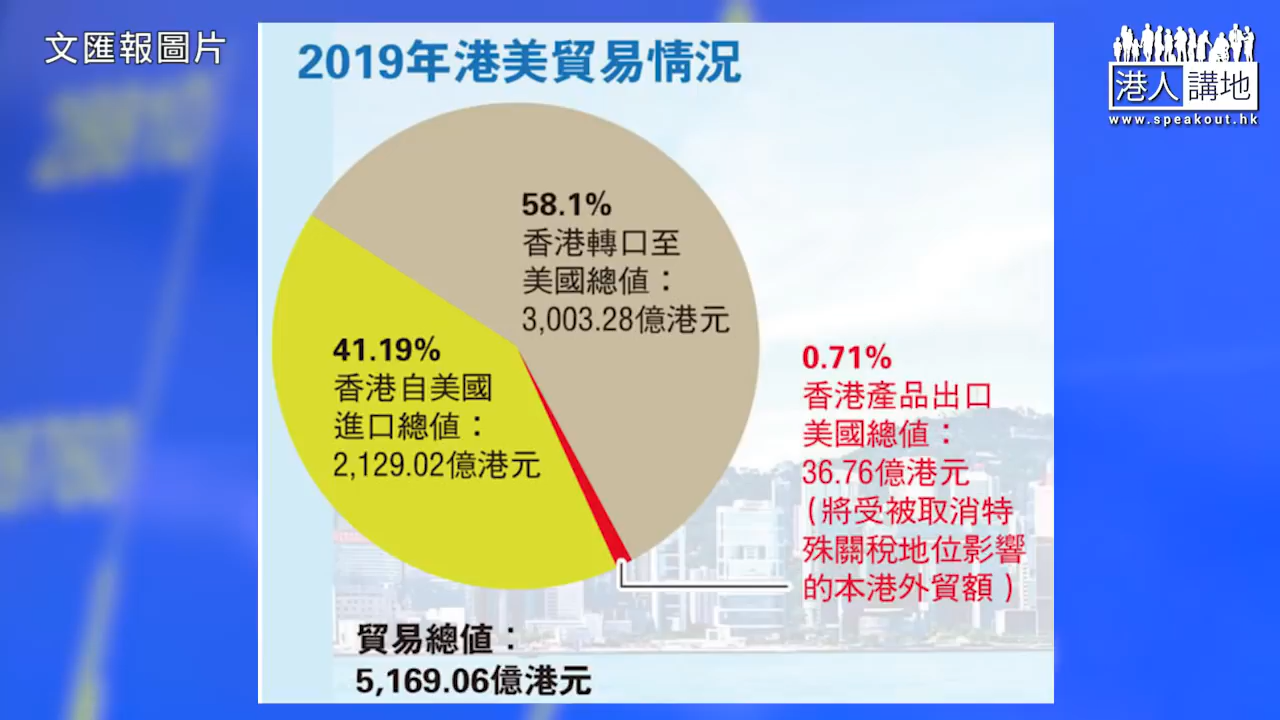 文匯報圖片
港人講地
www.speakout.hk
2019年港美貿易情況
58.1%
香港轉口至
美國總值：
3,003.28億港元
41.19%
香港自美國
進口總值：
2,129.02億港元
0.71%
香港產品出口
美國總值：
36.76億港元
(將受被取消特
殊關稅地位影響
的本港外貿額)
貿易總值：
5,169.06億港元